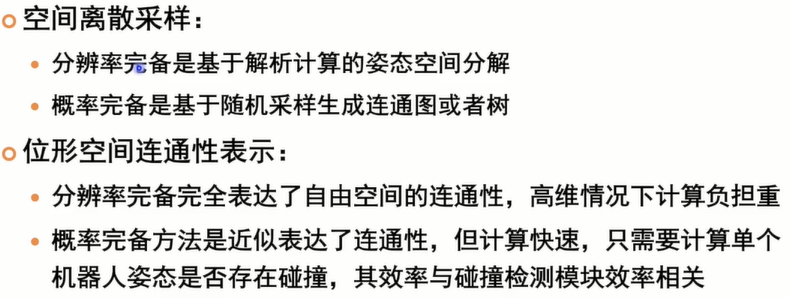 空间离散采样：
分辨率完备是基于解析计算的姿态空间分解
概率完备是基于随机采样生成连通图或者树
位形空间连通性表示：
分辨率完备完全表达了自由空间的连通性，高维情况下计算负担重
概率完备方法是近似表达了连通性，但计算快速，只需要计算单个
机器人姿态是否存在碰撞，其效率与碰撞检测模块效率相关